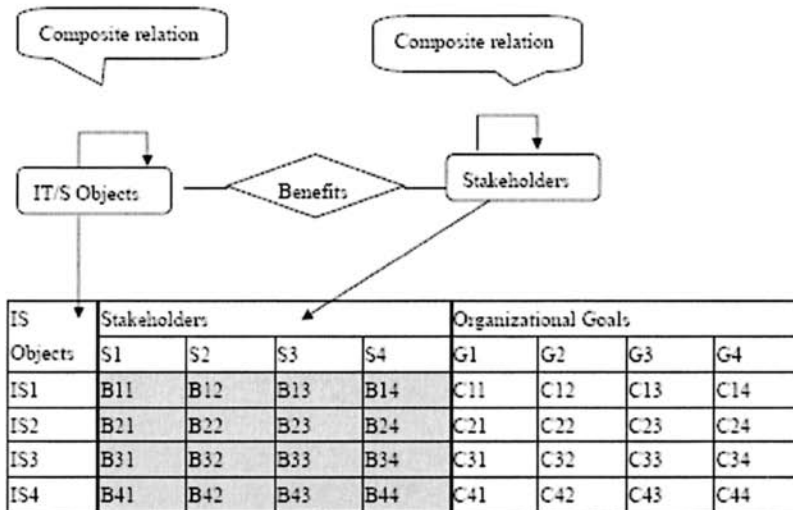 Composite relation
Composite relation
IT/S Objects
Benefits
Stakeholders
IS Objects Stakeholders Organizational Goals
S1 S2 S3 S4 G1 G2 G3 G4
IS1 B11 B12 B13 B14 C11 C12 C13 C14
IS2 B21 B22 B23 B24 C21 C22 C23 C24
IS3 B31 B32 B33 B34 C31 C32 C33 C34
IS4 B41 B42 B43 B44 C41 C42 C43 C44